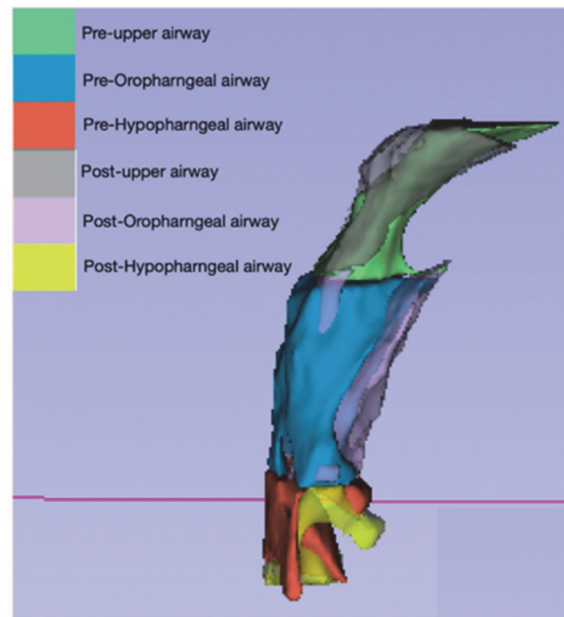 Pre-upper airway
Pre-Oropharngeal airway
Pre-Hypopharngeal airway
Post-upper airway
Post-Oropharngeal airway
Post-Hypopharngeal airway